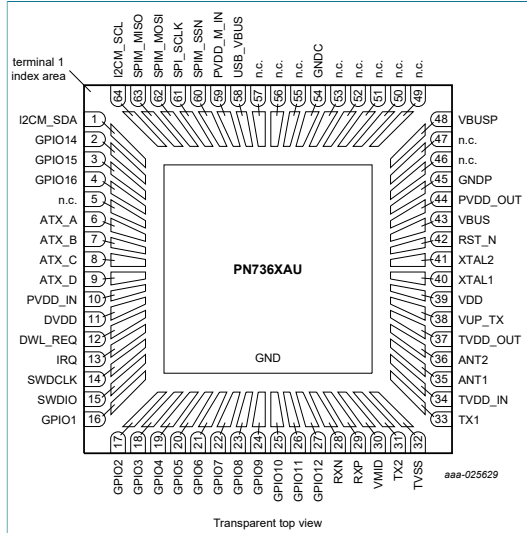 terminal 1
index area
I2CM_SCL
SPIM_MISO
SPIM_MOSI
SPI_SCLK
SPIM_SSN
PVDD_M_IN
USB_VBUS
n.c.
n.c.
n.c.
GNDC
n.c.
n.c.
n.c.
n.c.
n.c.
64
63
62
61
60
59
58
57
56
55
54
53
52
51
50
49
I2CM_SDA 1
GPIO14 2
GPIO15 3
GPIO16 4
n.c. 5
ATX_A 6
ATX_B 7
ATX_C 8
ATX_D 9
PVDD_IN 10
DVDD 11
DWL_REQ 12
IRQ 13
SWDCLK 14
SWDIO 15
GPIO1 16
PN736XAU
GND
48 VBUSP
47 n.c.
46 n.c.
45 GNDP
44 PVDD_OUT
43 VBUS
42 RST_N
41 XTAL2
40 XTAL1
39 VDD
38 VUP_TX
37 TVDD_OUT
36 ANT2
35 ANT1
34 TVDD_IN
33 TX1
17
18
19
20
21
22
23
24
25
26
27
28
29
30
31
32
GPIO2
GPIO3
GPIO4
GPIO5
GPIO6
GPIO7
GPIO8
GPIO9
GPIO10
GPIO11
GPIO12
RXN
RXP
VMID
TX2
TVSS
aaa-025629
Transparent top view